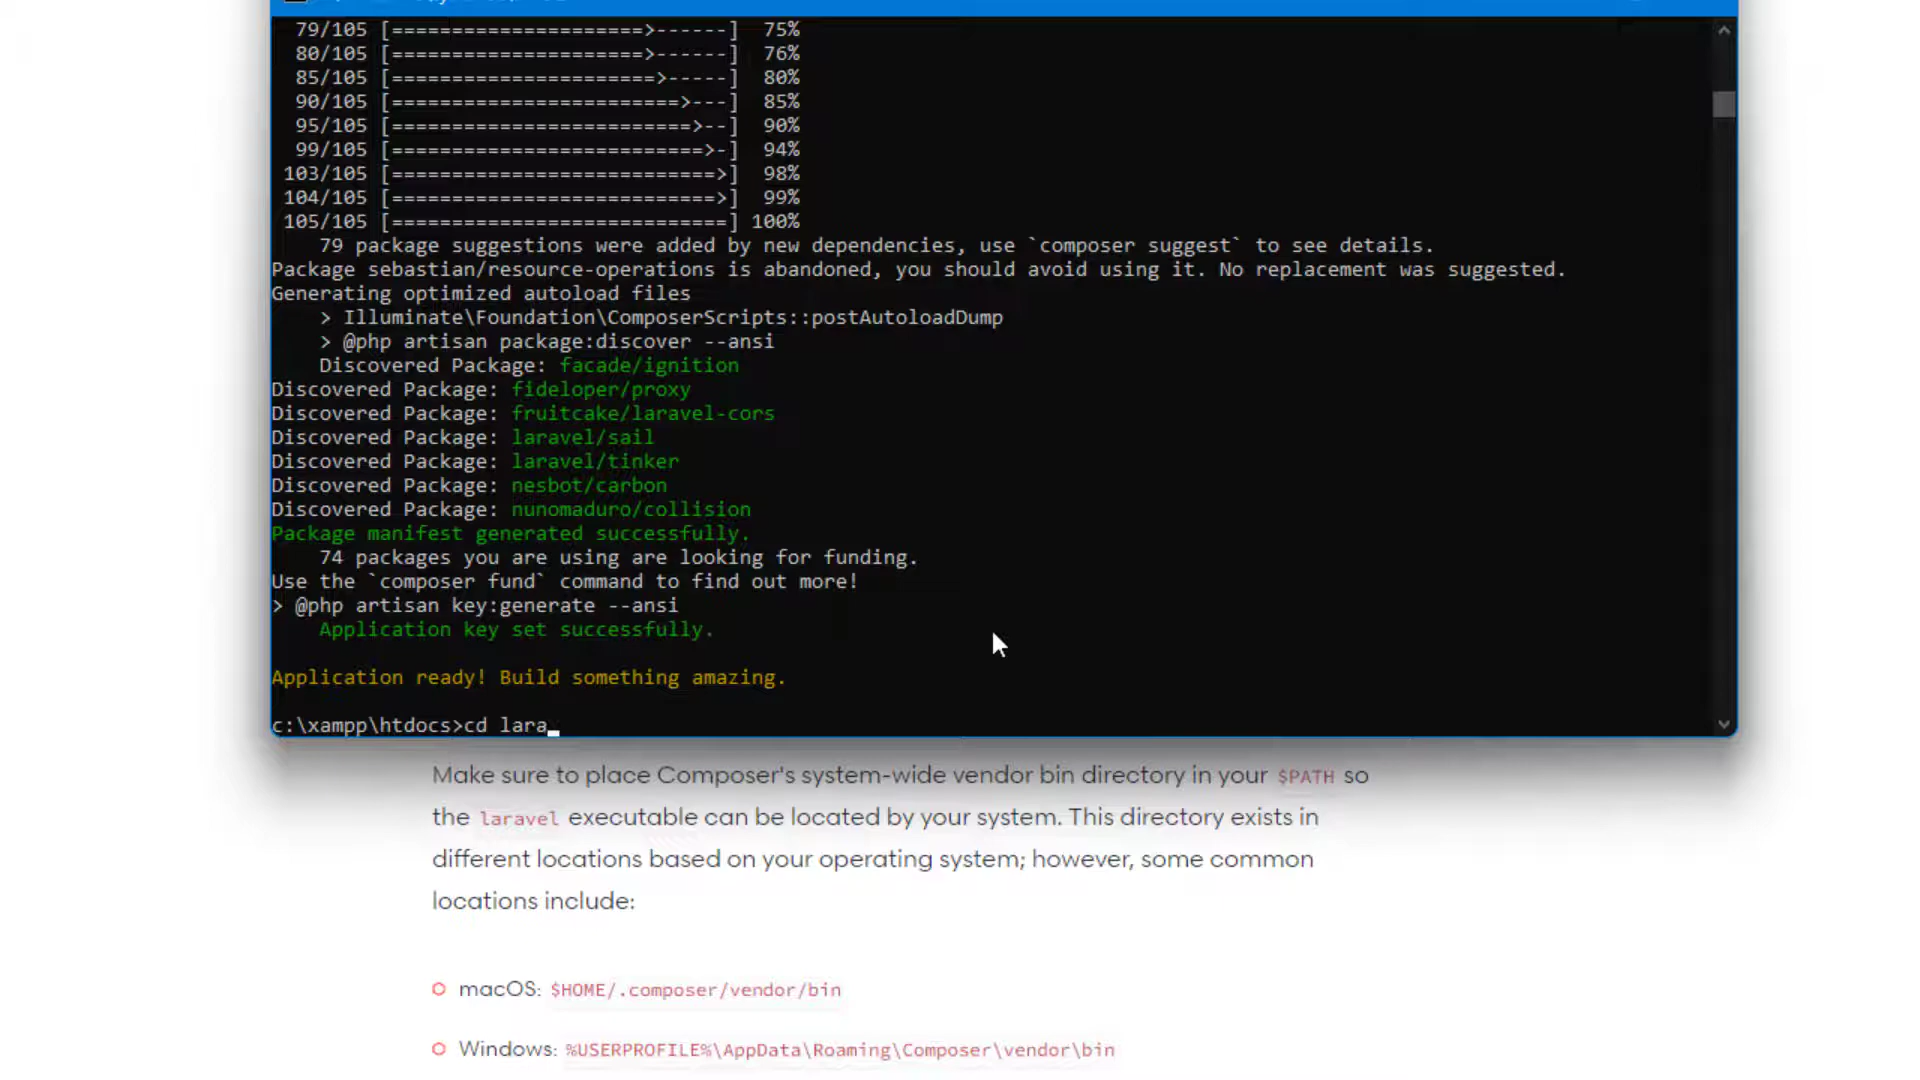 79/105 [=====================>------]  75%
80/105 [=====================>------]  76%
85/105 [======================>-----]  80%
90/105 [========================>---]  85%
95/105 [=========================>--]  90%
99/105 [==========================>-]  94%
103/105 [===========================>]  98%
104/105 [===========================>]  99%
105/105 [============================] 100%
79 package suggestions were added by new dependencies, use `composer suggest` to see details.
Package sebastian/resource-operations is abandoned, you should avoid using it. No replacement was suggested.
Generating optimized autoload files
> Illuminate\Foundation\ComposerScripts::postAutoloadDump
> @php artisan package:discover --ansi
Discovered Package: facade/ignition
Discovered Package: fideloper/proxy
Discovered Package: fruitcake/laravel-cors
Discovered Package: laravel/sail
Discovered Package: laravel/tinker
Discovered Package: nesbot/carbon
Discovered Package: nunomaduro/collision
Package manifest generated successfully.
74 packages you are using are looking for funding.
Use the `composer fund` command to find out more!
> @php artisan key:generate --ansi
Application key set successfully.
Application ready! Build something amazing.
c:\xampp\htdocs>cd lara_
Make sure to place Composer's system-wide vendor bin directory in your $PATH so
the laravel executable can be located by your system. This directory exists in
different locations based on your operating system; however, some common
locations include:
macOS: $HOME/.composer/vendor/bin
Windows: %USERPROFILE%\AppData\Roaming\Composer\vendor\bin